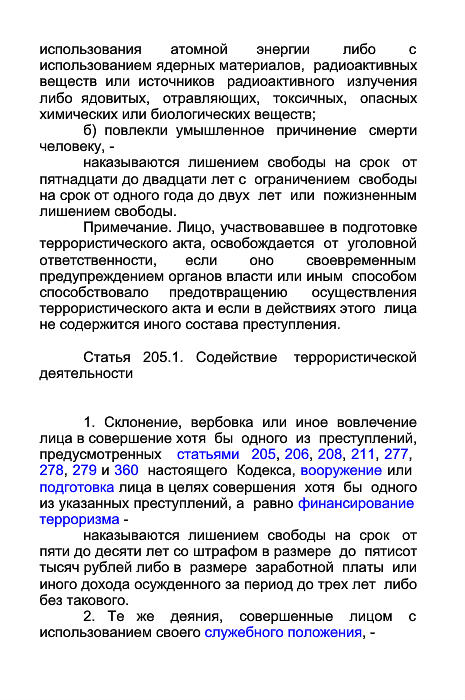 использования атомной энергии либо с
использованием ядерных материалов, радиоактивных
веществ или источников радиоактивного излучения
либо ядовитых, отравляющих, токсичных, опасных
химических или биологических веществ;
б) повлекли умышленное причинение смерти
человеку, -
наказываются лишением свободы на срок от
пятнадцати до двадцати лет с ограничением свободы
на срок от одного года до двух лет или пожизненным
лишением свободы.
Примечание. Лицо, участвовавшее в подготовке
террористического акта, освобождается от уголовной
ответственности, если оно своевременным
предупреждением органов власти или иным способом
способствовало предотвращению осуществления
террористического акта и если в действиях этого лица
не содержится иного состава преступления.
Статья 205.1. Содействие террористической
деятельности
1. Склонение, вербовка или иное вовлечение
лица в совершение хотя бы одного из преступлений,
предусмотренных статьями 205, 206, 208, 211, 277,
278, 279 и 360 настоящего Кодекса, вооружение или
подготовка лица в целях совершения хотя бы одного
из указанных преступлений, а равно финансирование
терроризма -
наказываются лишением свободы на срок от
пяти до десяти лет со штрафом в размере до пятисот
тысяч рублей либо в размере заработной платы или
иного дохода осужденного за период до трех лет либо
без такового.
2. Те же деяния, совершенные лицом с
использованием своего служебного положения, -